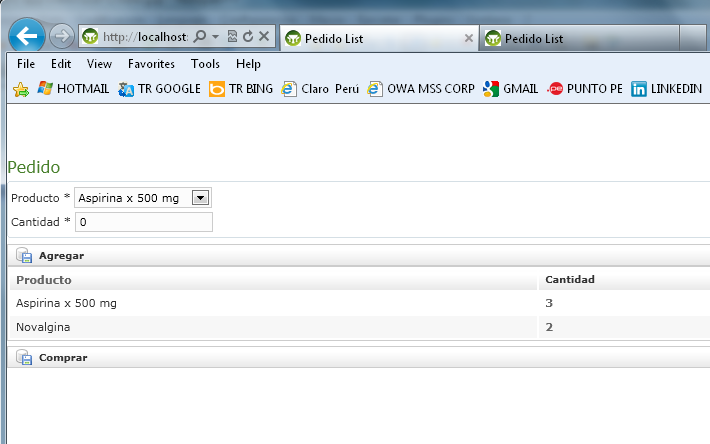 http://localhost: Pedido List Pedido List
File Edit View Favorites Tools Help
HOTMAIL TR GOOGLE TR BING Claro Perú OWA MSS CORP GMAIL PUNTO PE LINKEDIN
Pedido
Producto * Aspirina x 500 mg
Cantidad * 0
Agregar
Producto Cantidad
Aspirina x 500 mg 3
Novalgina 2
Comprar